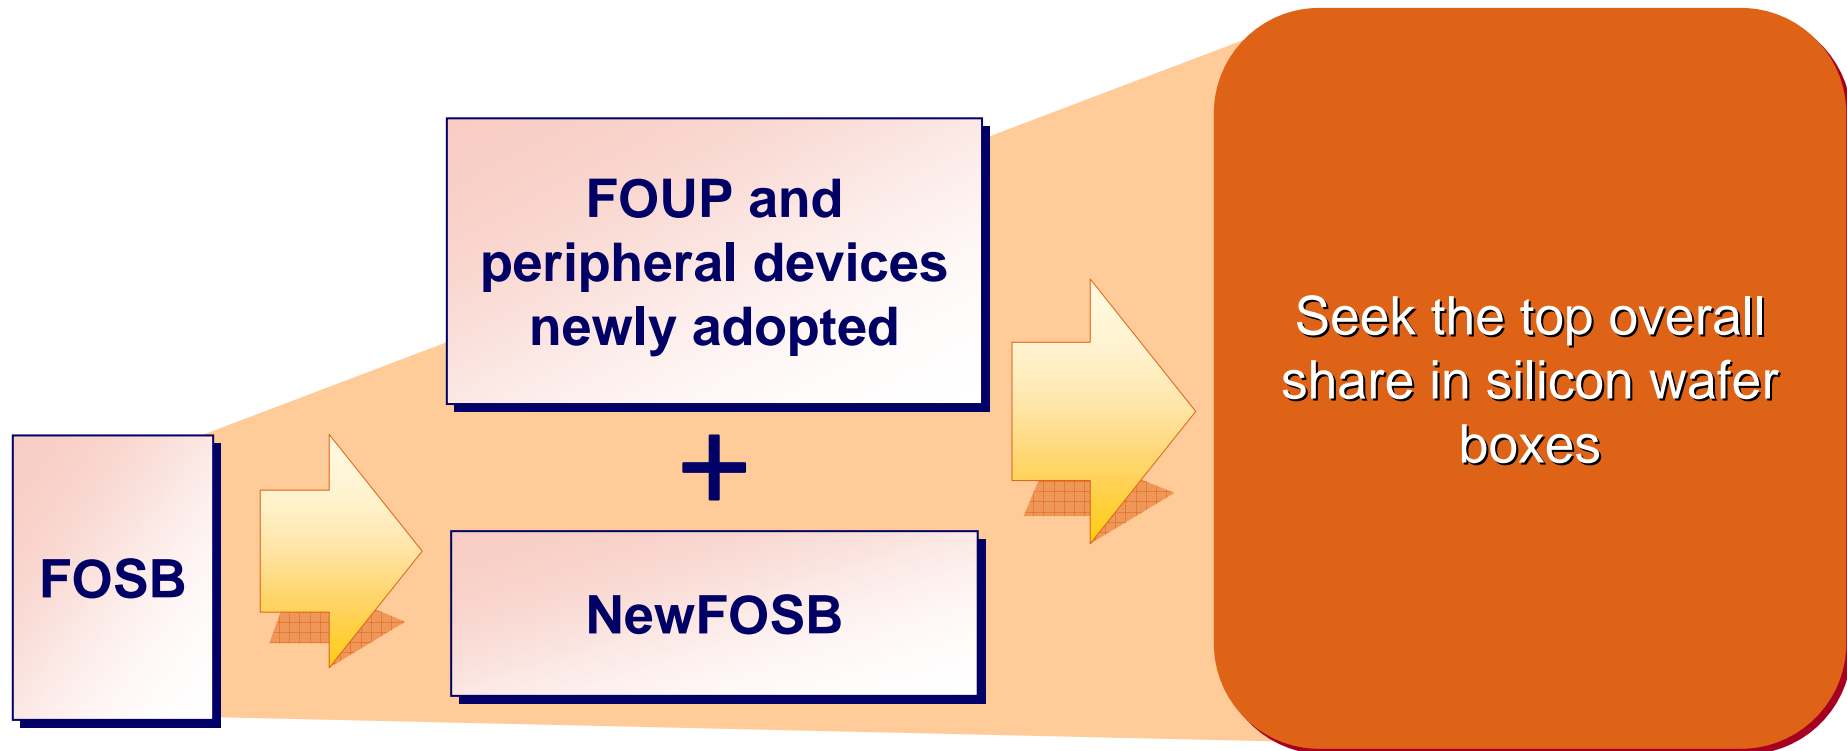 FOSB
FOUP and
peripheral devices
newly adopted
+
NewFOSB
Seek the top overall
share in silicon wafer
boxes